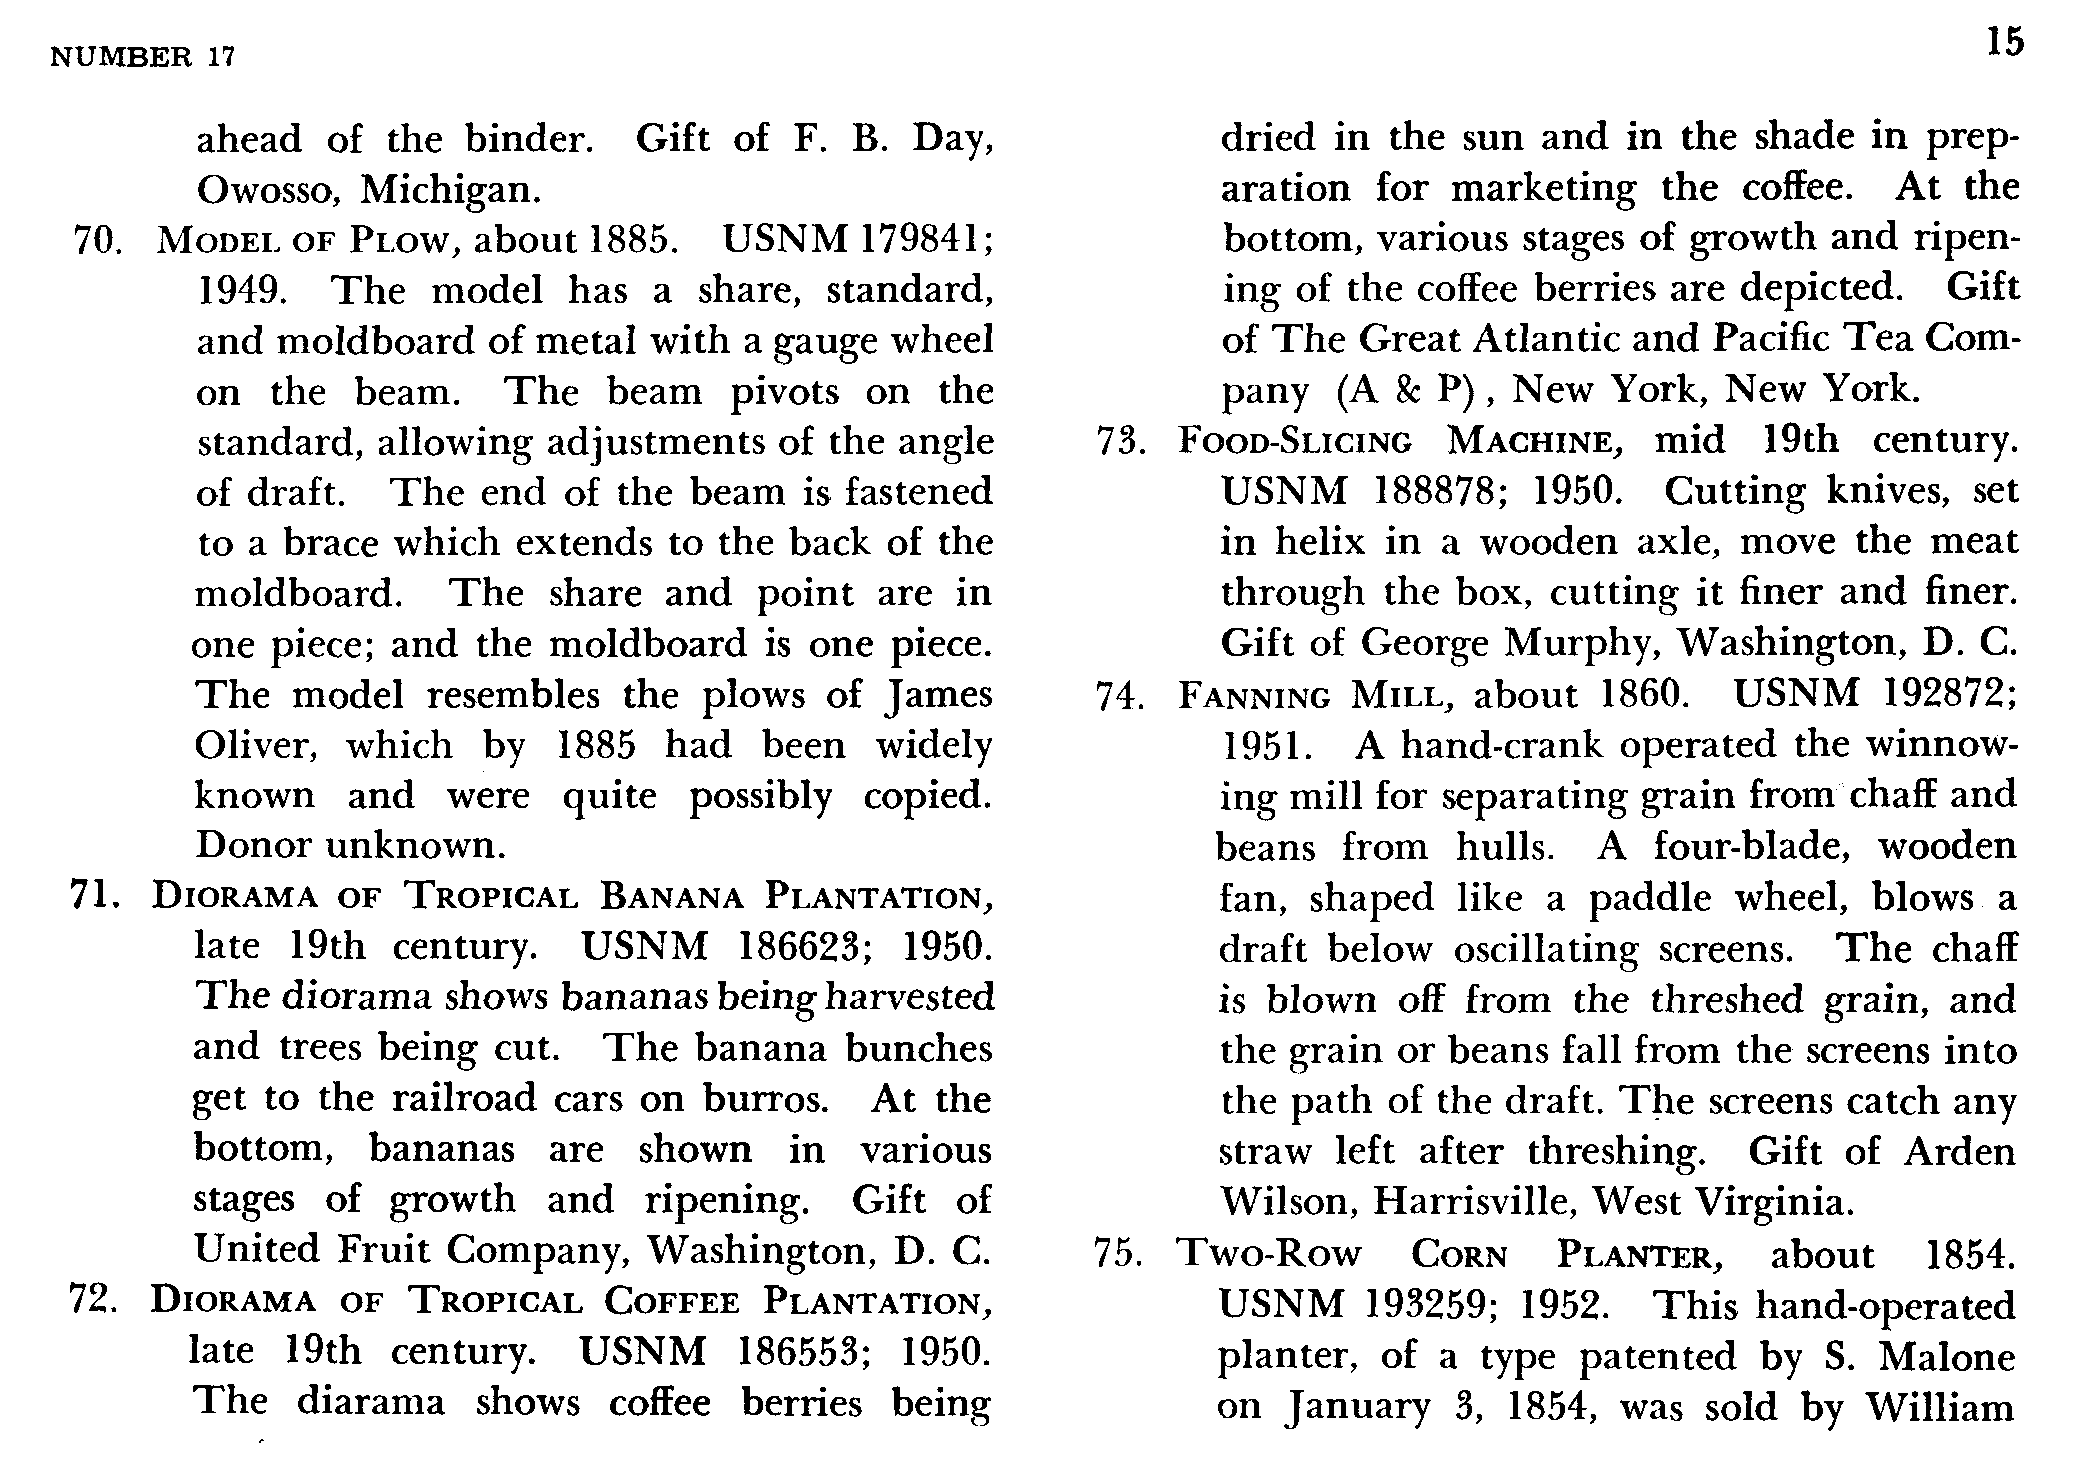 NUMBER 17
15
ahead of the binder. Gift of F. B. Day,
Owosso, Michigan.
70. MODEL OF PLOW, about 1885. USNM 179841;
1949. The model has a share, standard,
and moldboard of metal with a gauge wheel
on the beam. The beam pivots on the
standard, allowing adjustments of the angle
of draft. The end of the beam is fastened
to a brace which extends to the back of the
moldboard. The share and point are in
one piece; and the moldboard is one piece.
The model resembles the plows of James
Oliver, which by 1885 had been widely
known and were quite possibly copied.
Donor unknown.
71. DIORAMA OF TROPICAL BANANA PLANTATION,
late 19th century. USNM 186623; 1950.
The diorama shows bananas being harvested
and trees being cut. The banana bunches
get to the railroad cars on burros. At the
bottom, bananas are shown in various
stages of growth and ripening. Gift of
United Fruit Company, Washington, D. C.
72. DIORAMA OF TROPICAL COFFEE PLANTATION,
late 19th century. USNM 186553; 1950.
The diarama shows coffee berries being
dried in the sun and in the shade in prep-
aration for marketing the coffee. At the
bottom, various stages of growth and ripen-
ing of the coffee berries are depicted. Gift
of The Great Atlantic and Pacific Tea Com-
pany (A & P), New York, New York.
73. FOOD-SLICING MACHINE, mid 19th century.
USNM 188878; 1950. Cutting knives, set
in helix in a wooden axle, move the meat
through the box, cutting it finer and finer.
Gift of George Murphy, Washington, D. C.
74. FANNING MILL, about 1860. USNM 192872;
1951. A hand-crank operated the winnow-
ing mill for separating grain from chaff and
beans from hulls. A four-blade, wooden
fan, shaped like a paddle wheel, blows a
draft below oscillating screens. The chaff
is blown off from the threshed grain, and
the grain or beans fall from the screens into
the path of the draft. The screens catch any
straw left after threshing. Gift of Arden
Wilson, Harrisville, West Virginia.
75. TWO-ROW CORN PLANTER, about 1854.
USNM 193259; 1952. This hand-operated
planter, of a type patented by S. Malone
on January 3, 1854, was sold by William